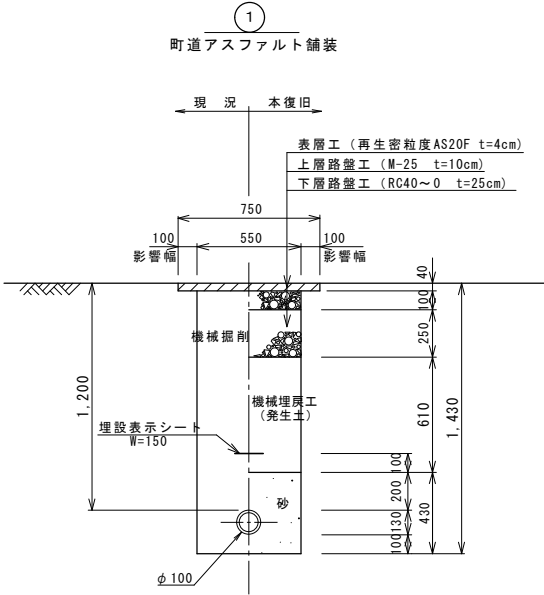 1
町道アスファルト舗装
現 況 本復旧
表層工 (再生密粒度AS20F t=4cm)
上層路盤工 (M-25 t=10cm)
下層路盤工 (RC40～0 t=25cm)
750
100 550 100
影響幅 影響幅
40
100
250
機械掘削
1,200
機械埋戻工
(発生土)
610
1,430
埋設表示シート
W=150
100
200
砂
430
130
100
φ100